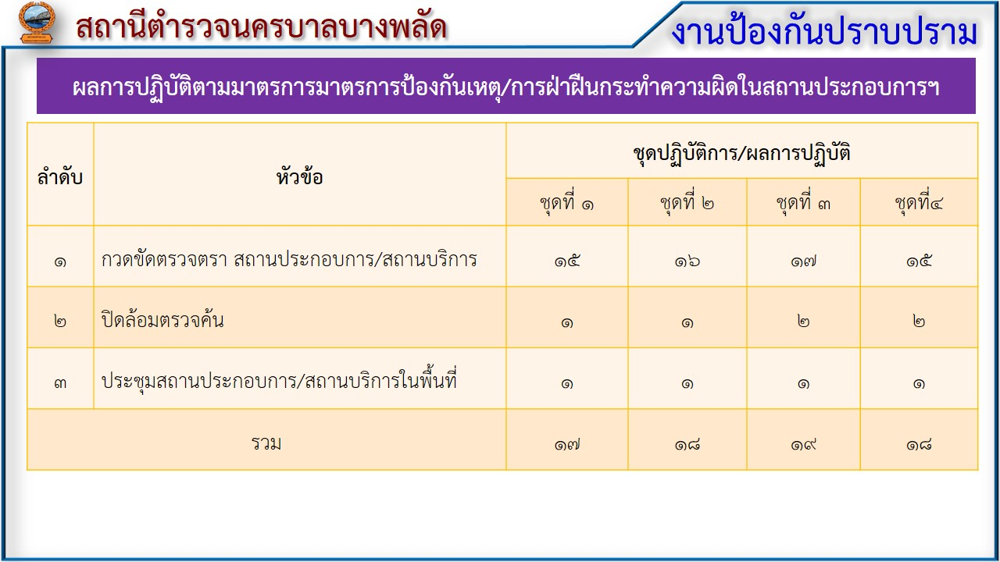 สถานีตำรวจนครบาลบางพลัด
งานป้องกันปราบปราม
ผลการปฏิบัติตามมาตรการมาตรการป้องกันเหตุ/การฝ่าฝืนกระทำความผิดในสถานประกอบการฯ
ลำดับ หัวข้อ ชุดปฏิบัติการ/ผลการปฏิบัติ
ชุดที่ ๑ ชุดที่ ๒ ชุดที่ ๓ ชุดที่๔
๑ กวดขัดตรวจตรา สถานประกอบการ/สถานบริการ ๑๕ ๑๖ ๑๗ ๑๕
๒ ปิดล้อมตรวจค้น ๑ ๑ ๒ ๒
๓ ประชุมสถานประกอบการ/สถานบริการในพื้นที่ ๑ ๑ ๑ ๑
รวม ๑๗ ๑๘ ๑๙ ๑๘